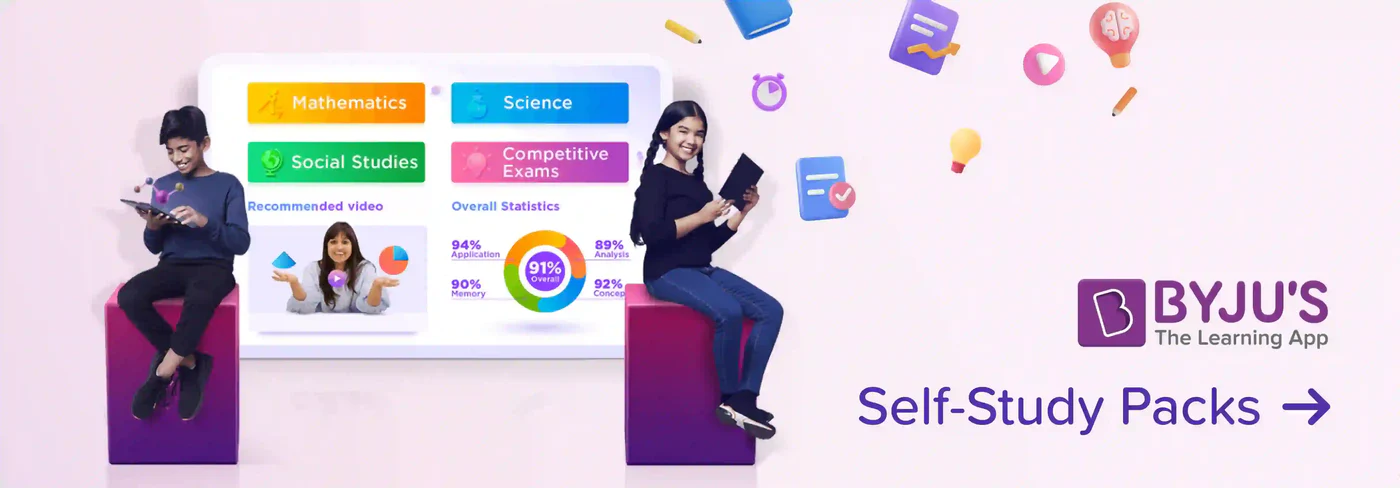 Mathematics
Science
Social Studies
Competitive
Exams
Recommended video
Overall Statistics
94%
Application
89%
Analysis
91%
Overall
90%
Memory
92%
Concep
BYJU'S
The Learning App
Self-Study Packs →